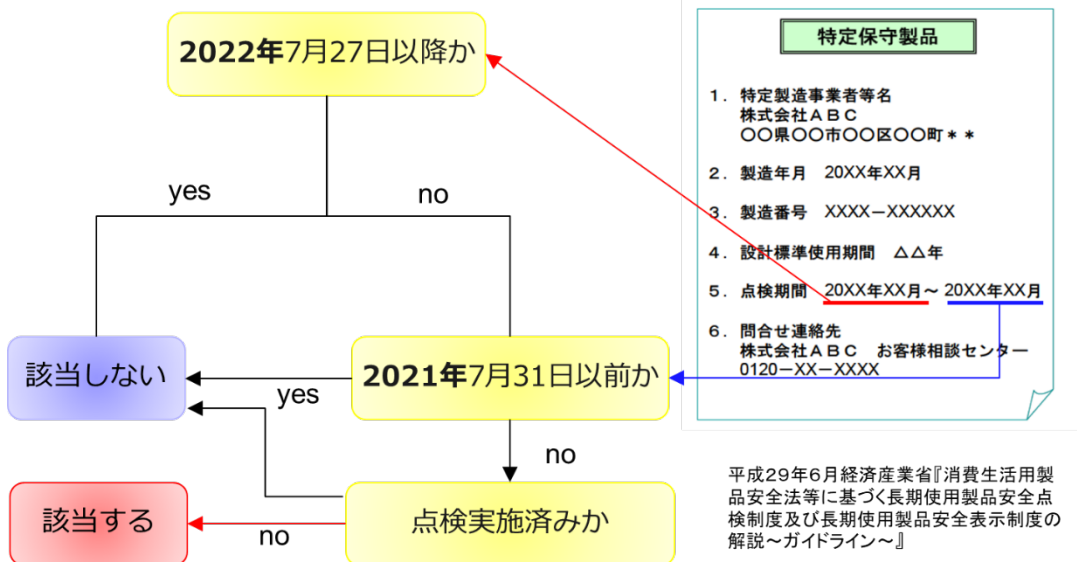 2022年7月27日以降か
yes
no
該当しない
2021年7月31日以前か
yes
no
該当する
no
点検実施済みか
特定保守製品
1. 特定製造事業者等名
株式会社ABC
〇〇県〇〇市〇〇区〇〇町＊＊
2. 製造年月 20XX年XX月
3. 製造番号 XXXX－XXXXXX
4. 設計標準使用期間 △△年
5. 点検期間 20XX年XX月～20XX年XX月
6. 問合せ連絡先
株式会社ABC お客様相談センター
0120－XX－XXXX
平成29年6月経済産業省『消費生活用製
品安全法等に基づく長期使用製品安全点
検制度及び長期使用製品安全表示制度の
解説～ガイドライン～』